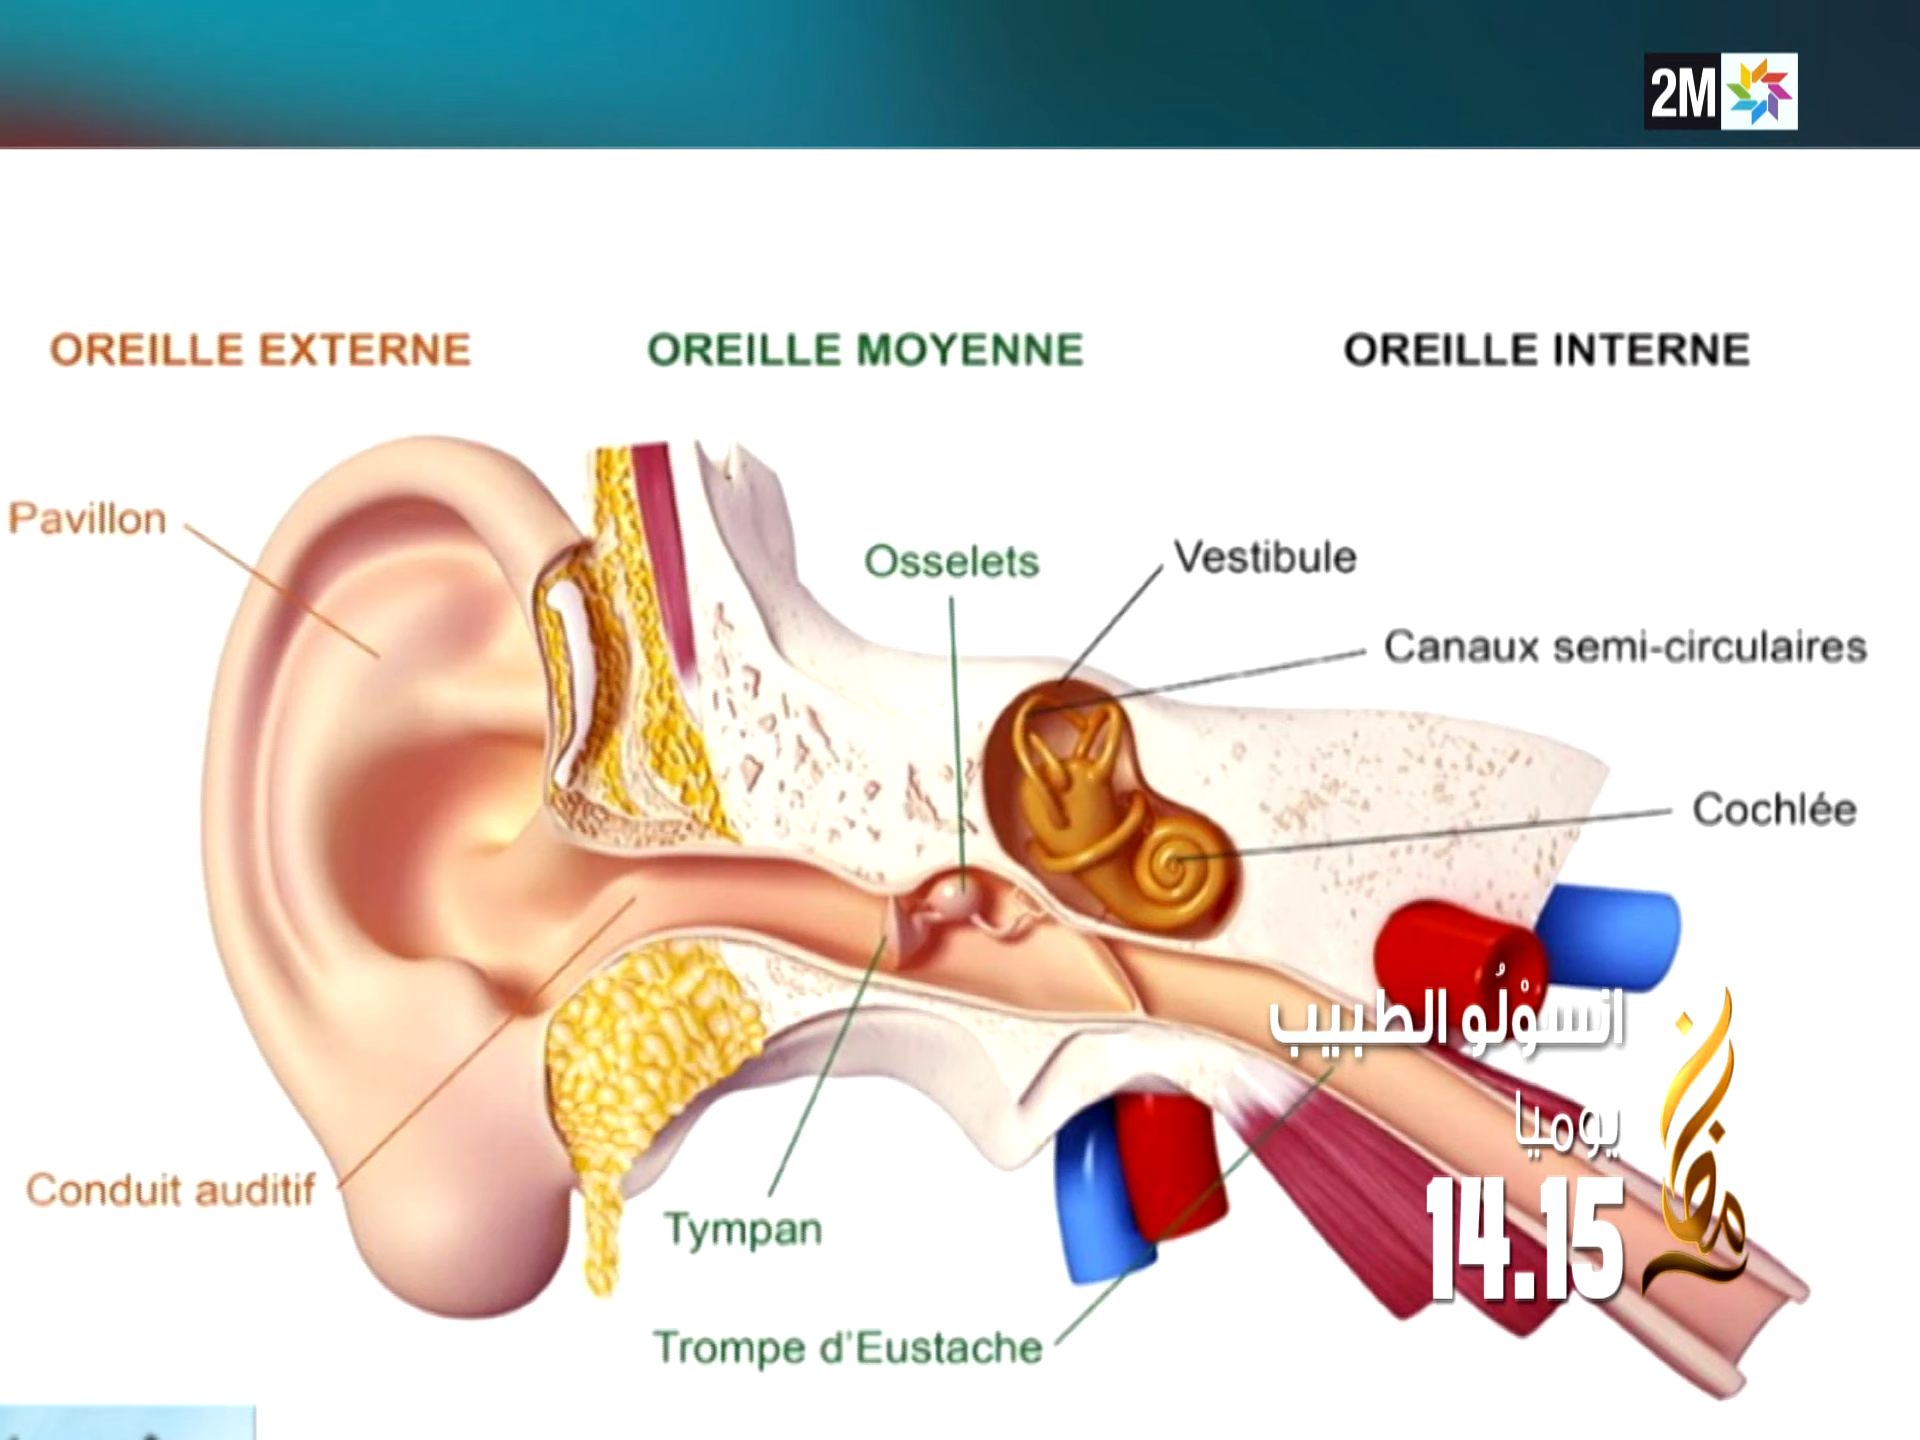 2M
OREILLE EXTERNE
OREILLE MOYENNE
OREILLE INTERNE
Pavillon
Osselets
Vestibule
Canaux semi-circulaires
Cochlée
انسوْلُو الطبيب
يوميا
14.15
رمضان
Conduit auditif
Tympan
Trompe d'Eustache